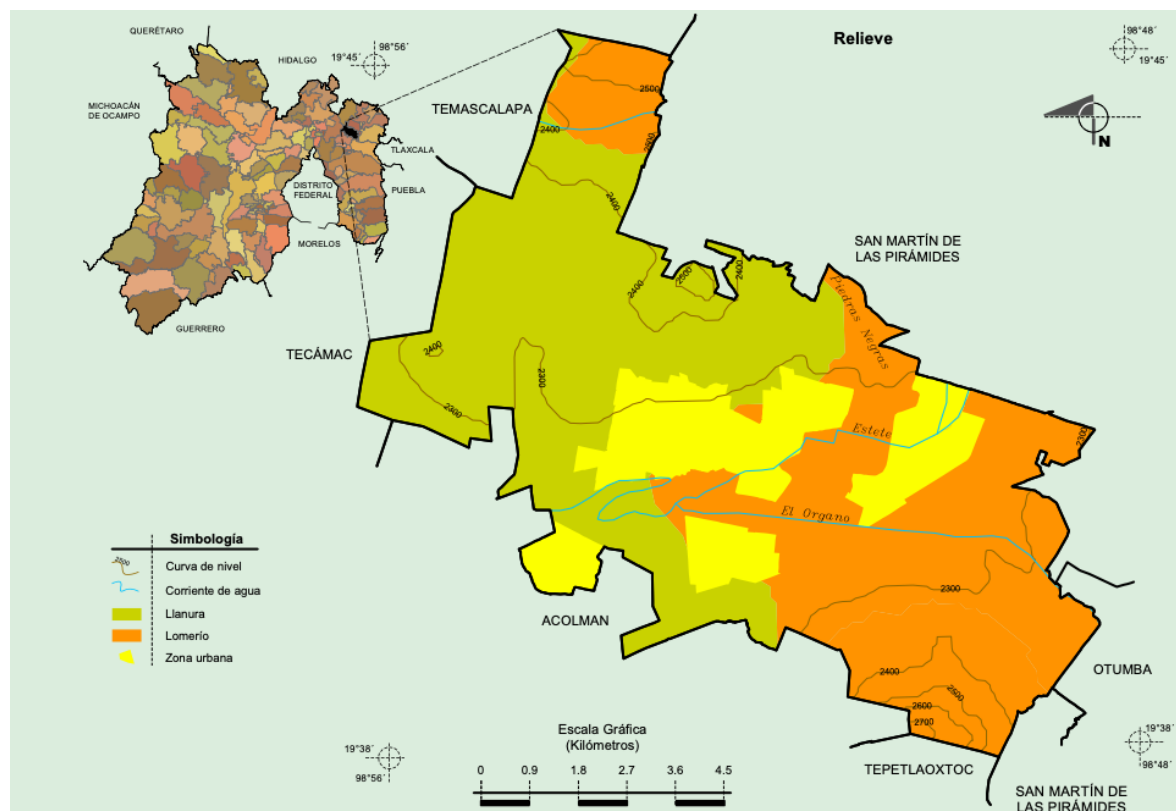 Relieve
QUERÉTARO
98°56´
19°45´
HIDALGO
MICHOACÁN
DE OCAMPO
TLAXCALA
DISTRITO
FEDERAL
PUEBLA
MORELOS
GUERRERO
98°48´
19°45´
N
TEMASCALAPA
2500
2400
2500
2400
SAN MARTÍN DE
LAS PIRÁMIDES
2400
2500
2400
Piedras Negras
TECÁMAC
2400
2300
2300
Estete
2300
El Organo
Simbología
2500
Curva de nivel
Corriente de agua
Llanura
Lomerío
Zona urbana
ACOLMAN
2300
2400
2500
2600
2700
OTUMBA
TEPETLAOXTOC
SAN MARTÍN DE
LAS PIRÁMIDES
Escala Gráfica
(Kilómetros)
0 0.9 1.8 2.7 3.6 4.5
19°38´
98°56´
19°38´
98°48´